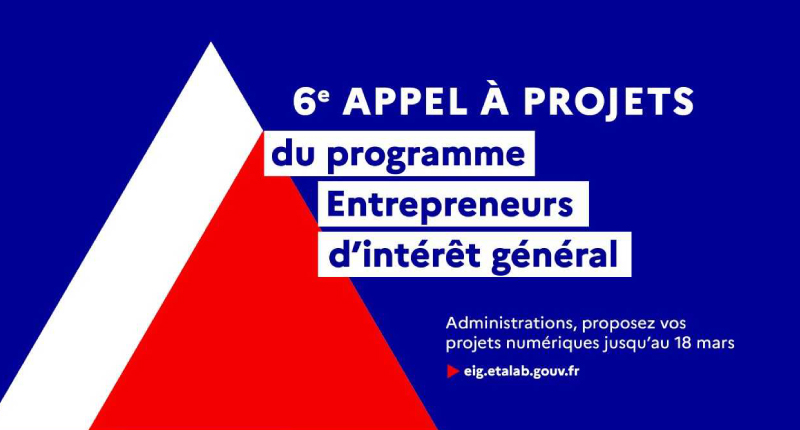 6e APPEL À PROJETS
du programme
Entrepreneurs
d'intérêt général
Administrations, proposez vos
projets numériques jusqu'au 18 mars
eig.etalab.gouv.fr